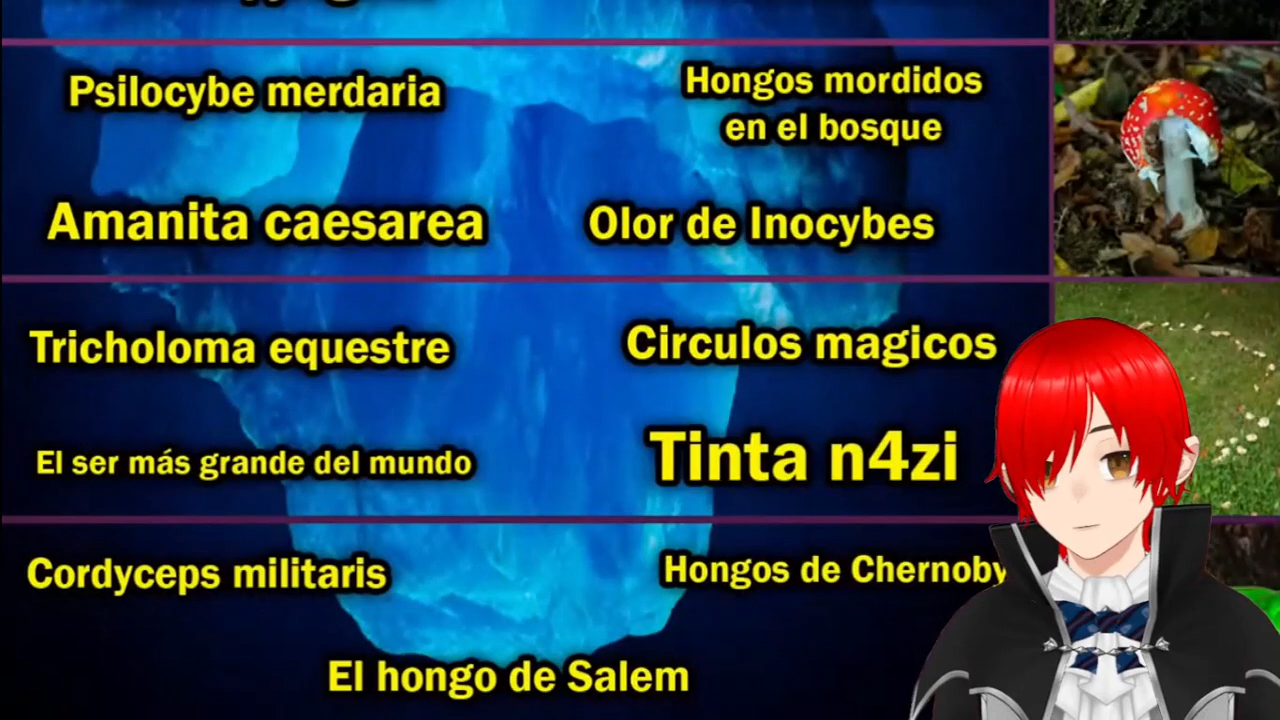 Psilocybe merdaria
Hongos mordidos
en el bosque
Amanita caesarea
Olor de Inocybes
Tricholoma equestre
Circulos magicos
El ser más grande del mundo
Tinta n4zi
Cordyceps militaris
Hongos de Chernoby
El hongo de Salem